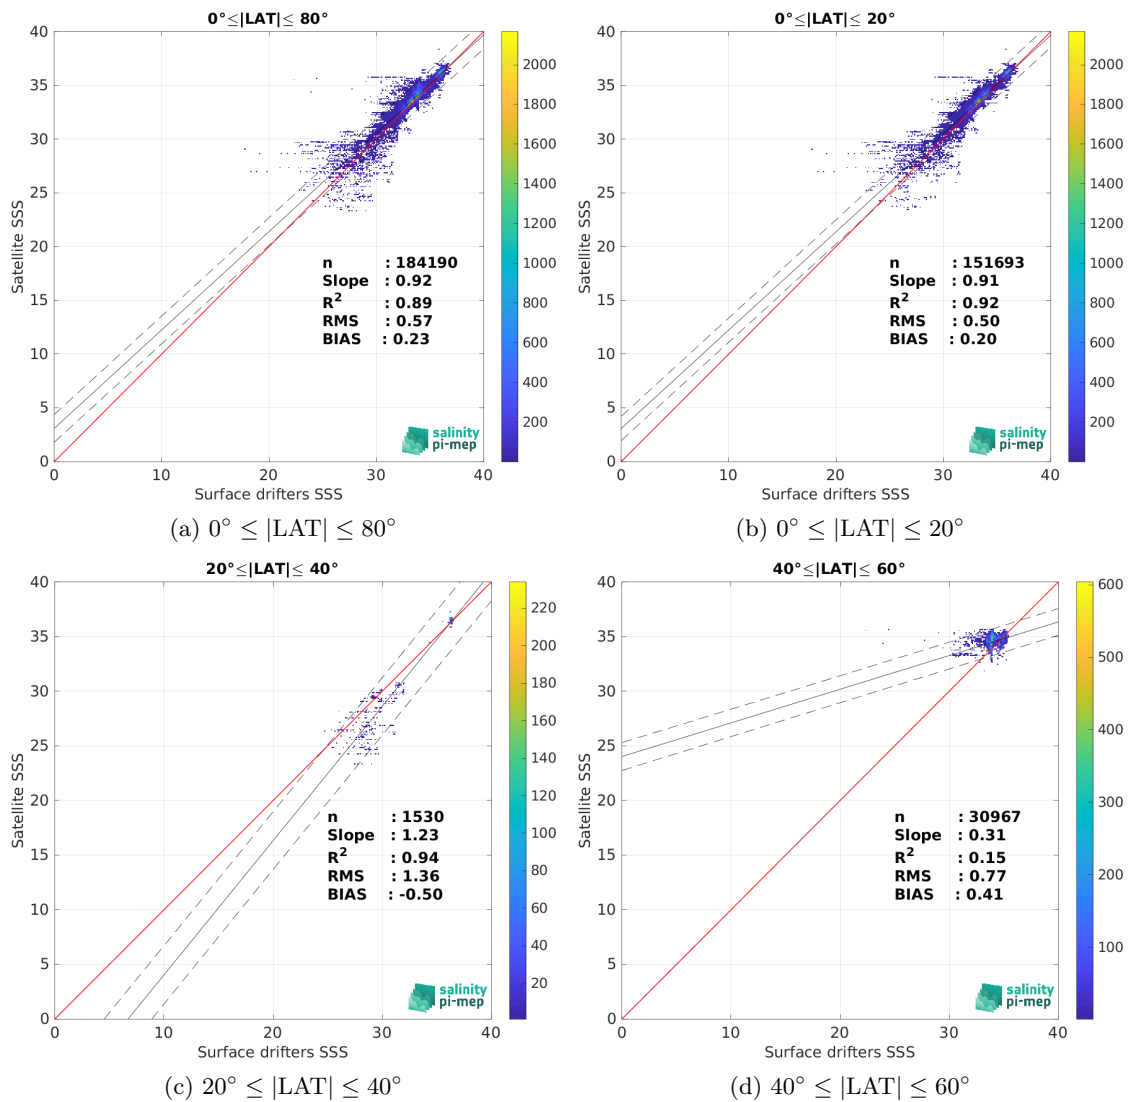 0°≤|LAT|≤ 80°
40
35
30
25
20
15
10
5
0
Satellite SSS
0
10
20
30
40
Surface drifters SSS
n : 184190
Slope : 0.92
R² : 0.89
RMS : 0.57
BIAS : 0.23
salinity
pi-mep
2000
1800
1600
1400
1200
1000
800
600
400
200
(a) 0° ≤ |LAT| ≤ 80°
0°≤|LAT|≤ 20°
40
35
30
25
20
15
10
5
0
Satellite SSS
0
10
20
30
40
Surface drifters SSS
n : 151693
Slope : 0.91
R² : 0.92
RMS : 0.50
BIAS : 0.20
salinity
pi-mep
2000
1800
1600
1400
1200
1000
800
600
400
200
(b) 0° ≤ |LAT| ≤ 20°
20°≤|LAT|≤ 40°
40
35
30
25
20
15
10
5
0
Satellite SSS
0
10
20
30
40
Surface drifters SSS
n : 1530
Slope : 1.23
R² : 0.94
RMS : 1.36
BIAS : -0.50
salinity
pi-mep
220
200
180
160
140
120
100
80
60
40
20
(c) 20° ≤ |LAT| ≤ 40°
40°≤|LAT|≤ 60°
40
35
30
25
20
15
10
5
0
Satellite SSS
0
10
20
30
40
Surface drifters SSS
n : 30967
Slope : 0.31
R² : 0.15
RMS : 0.77
BIAS : 0.41
salinity
pi-mep
600
500
400
300
200
100
(d) 40° ≤ |LAT| ≤ 60°